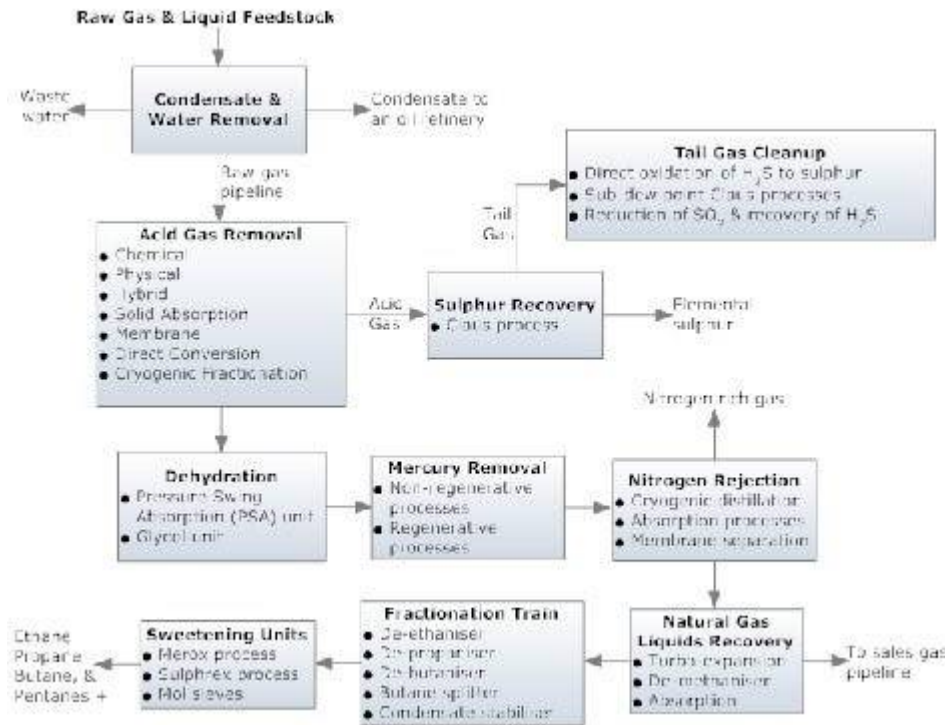 Raw Gas & Liquid Feedstock
Condensate &
Water Removal
Waste
water
Condensate to
an oil refinery
Raw gas
pipeline
Tail Gas Cleanup
Direct oxidation of H₂S to sulphur
Sub dew point Claus processes
Reduction of SO₂ & recovery of H₂S
Tail
Gas
Acid Gas Removal
Chemical
Physical
Hybrid
Solid Absorption
Membrane
Direct Conversion
Cryogenic Fractionation
Acid
Gas
Sulphur Recovery
Claus process
Elemental
sulphur
Nitrogen rich gas
Dehydration
Pressure Swing
Absorption (PSA) unit
Glycol unit
Mercury Removal
Non-regenerative
processes
Regenerative
processes
Nitrogen Rejection
Cryogenic distillation
Absorption processes
Membrane separation
Natural Gas
Liquids Recovery
Turbo expansion
De-methaniser
Absorption
To sales gas
pipeline
Fractionation Train
De-ethaniser
De-propaniser
De-butaniser
Butane splitter
Condensate stabiliser
Sweetening Units
Merox process
Sulphrex process
Mol sieves
Ethane
Propane
Butane, &
Pentanes +